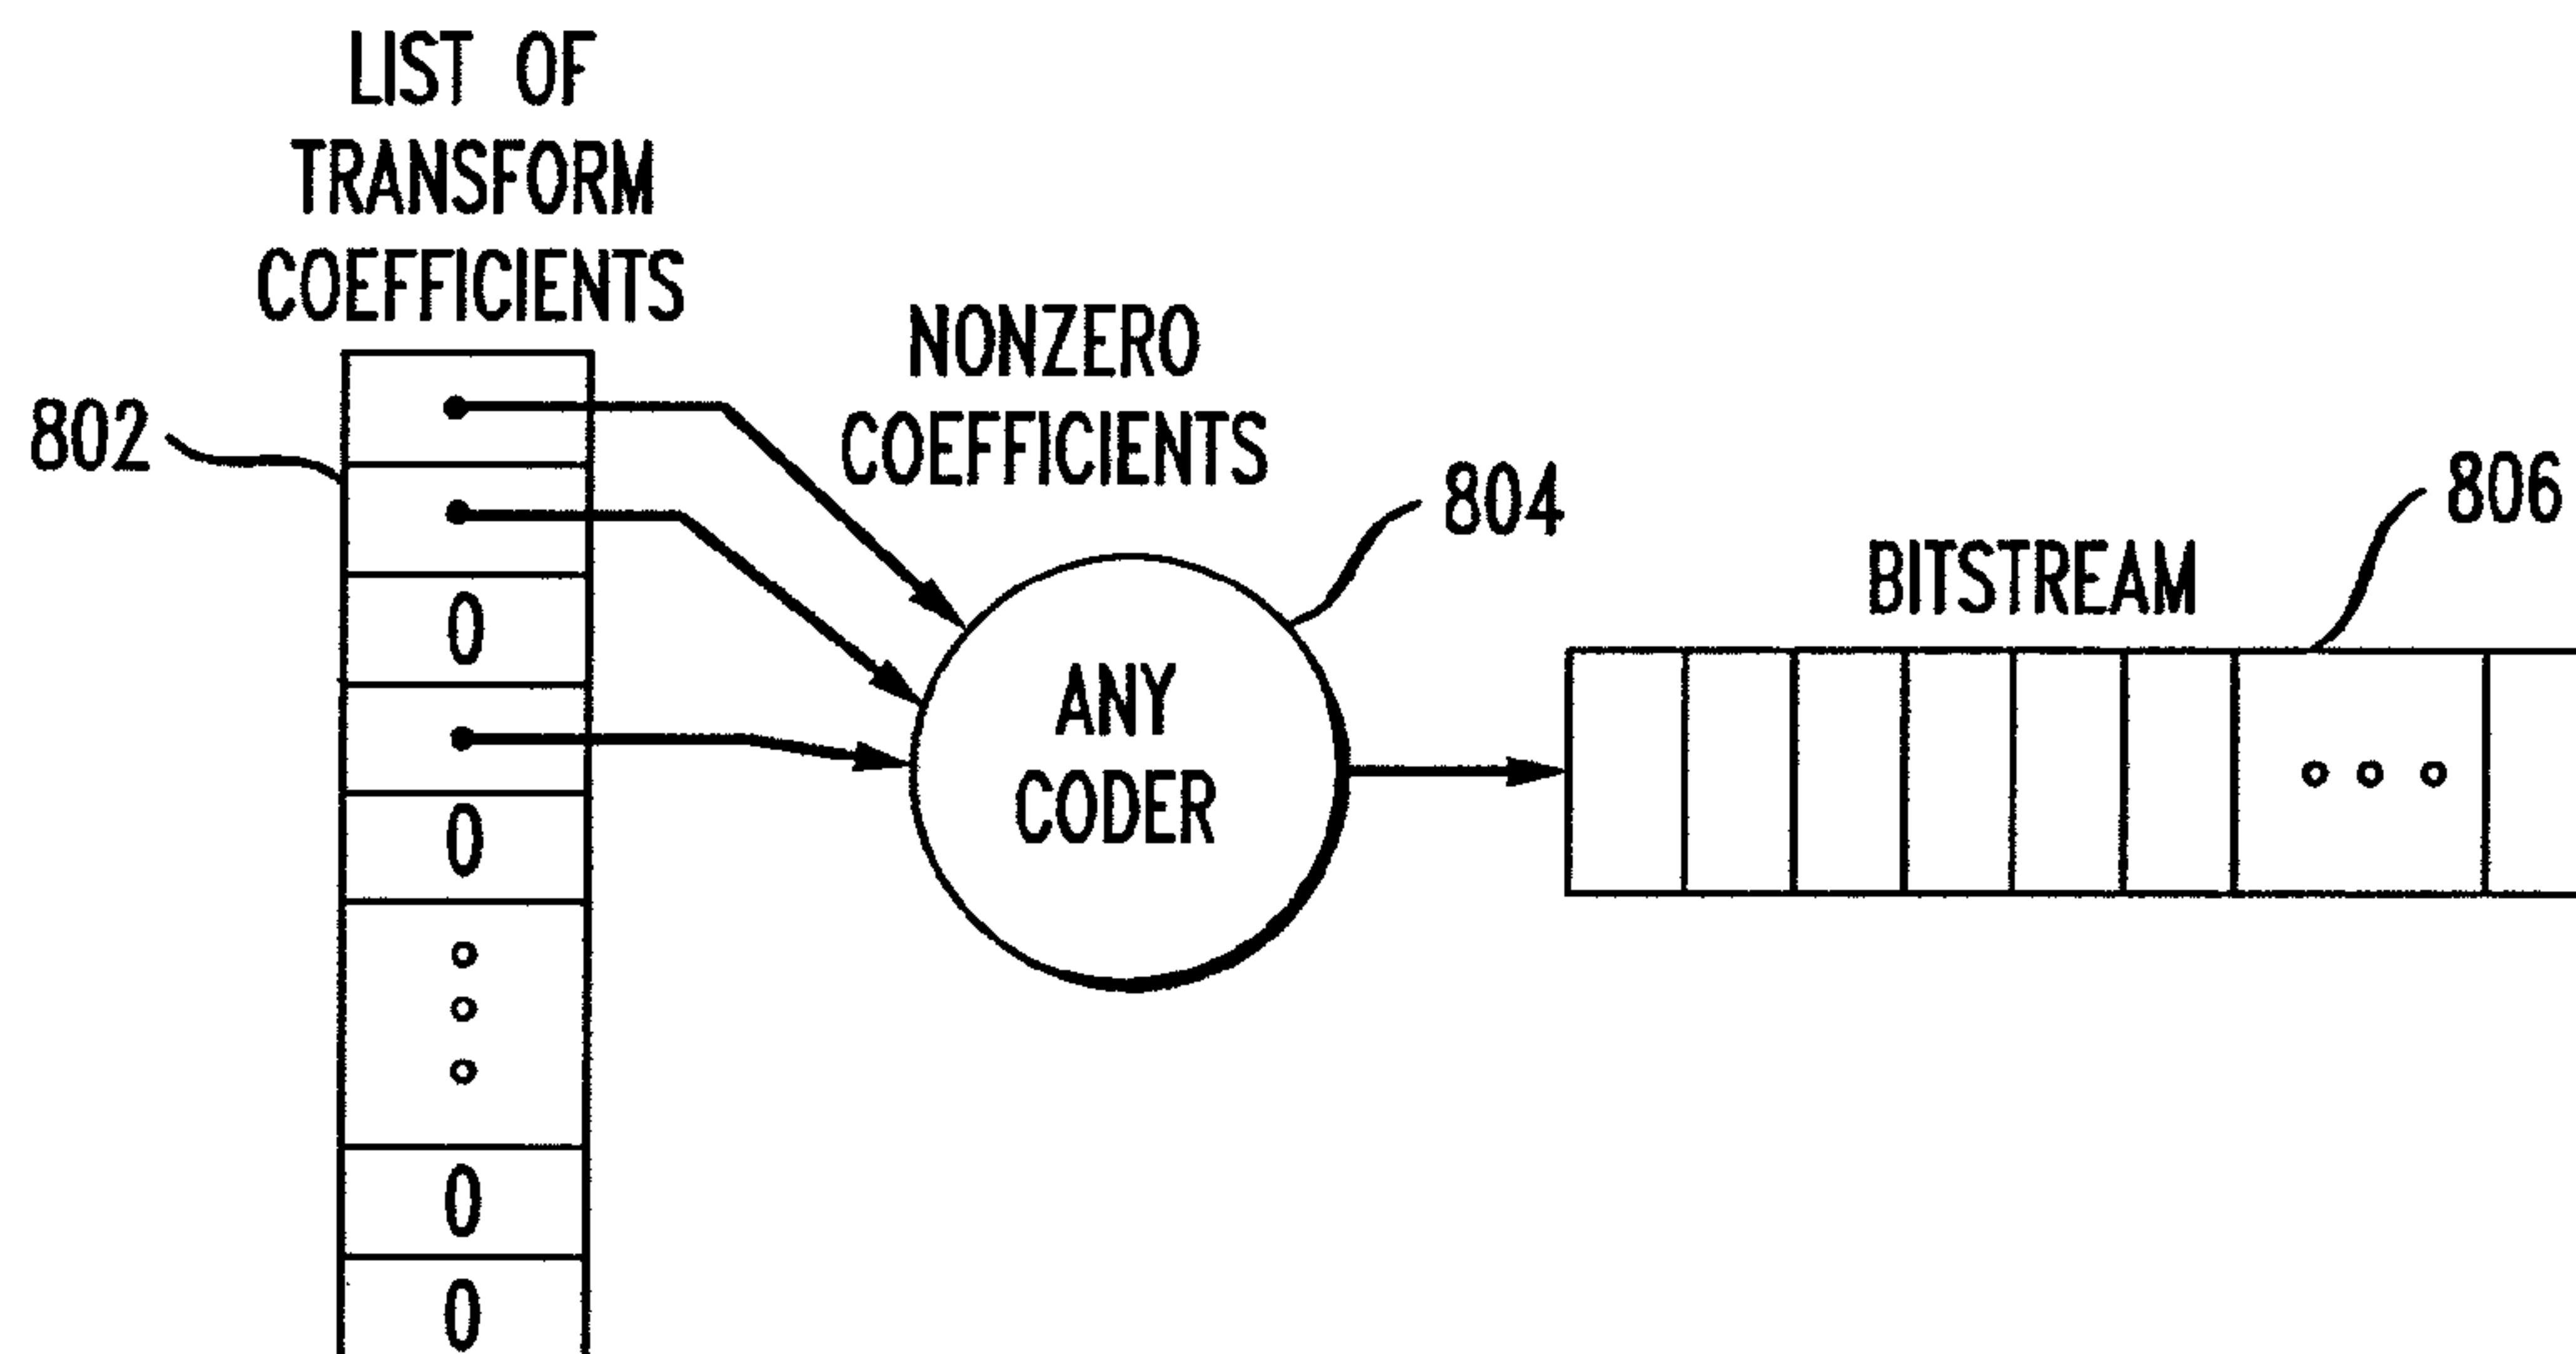 LIST OF
TRANSFORM
COEFFICIENTS
802
NONZERO
COEFFICIENTS
804
806
BITSTREAM
0
ANY
CODER
0
0
0